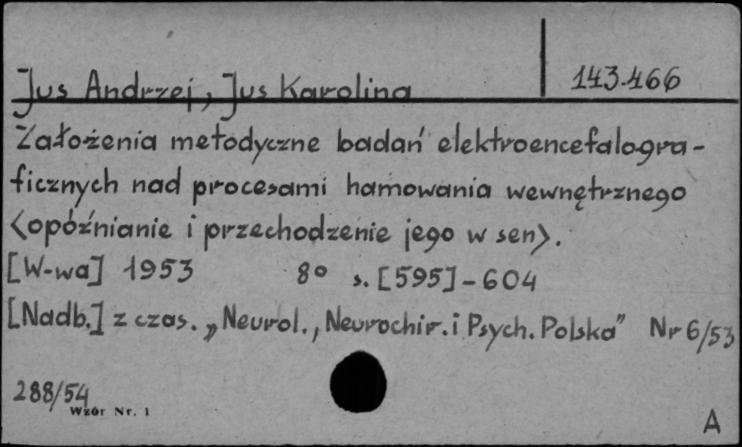 Jus Andrzej, Jus Karolina 143.466
Założenia metodyczne badań elektroencefalogra-
ficznych nad procesami hamowania wewnętrznego
<opóźnianie i przechodzenie jego w sen>.
[W-wa] 1953 8° s. [595]-604
[Nadb.] z czas. „Neurol., Neurochir. i Psych. Polska” Nr 6/53
288/54
Wzór Nr. 1
A